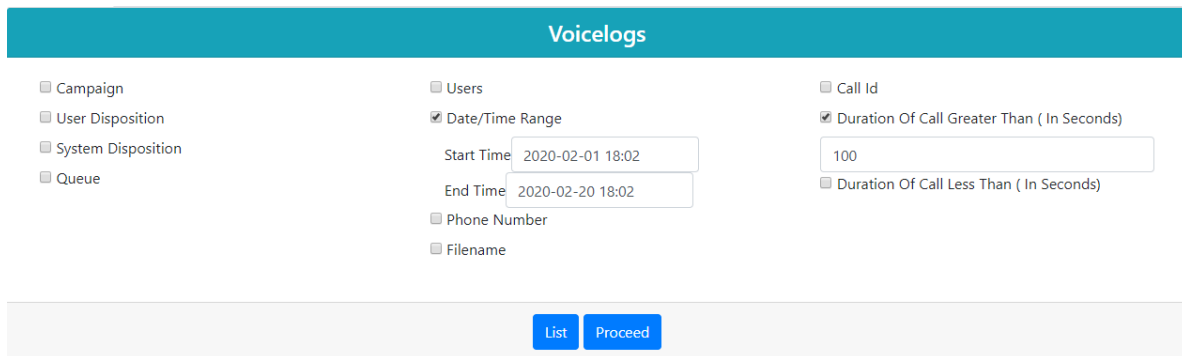 Voicelogs
Campaign
User Disposition
System Disposition
Queue
Users
Date/Time Range
Start Time 2020-02-01 18:02
End Time 2020-02-20 18:02
Phone Number
Filename
Call Id
Duration Of Call Greater Than ( In Seconds)
100
Duration Of Call Less Than ( In Seconds)
List Proceed